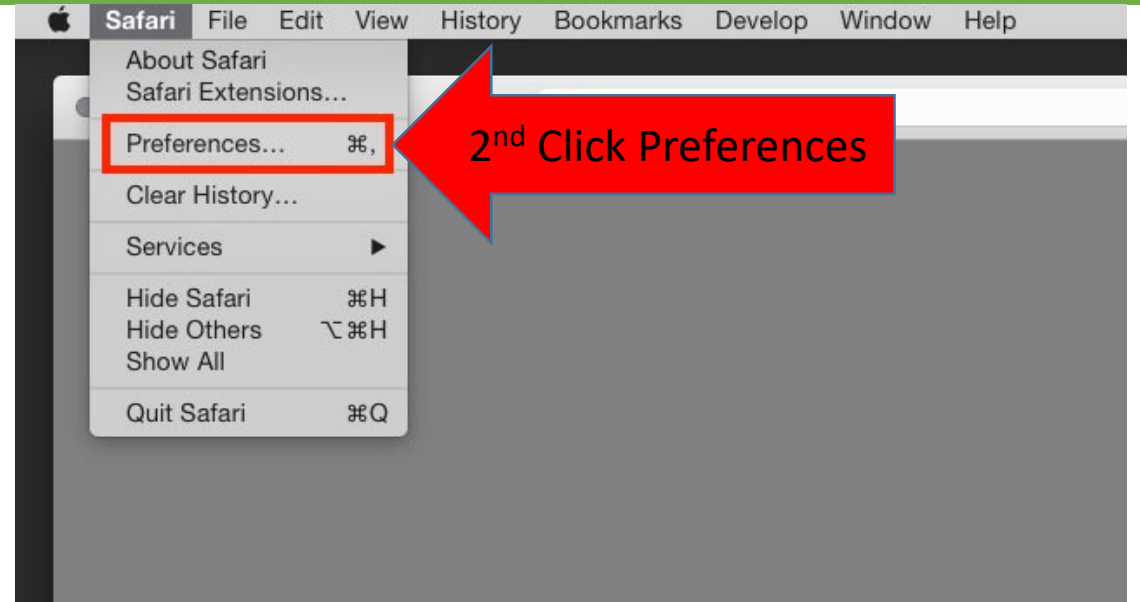 Safari File Edit View History Bookmarks Develop Window Help
About Safari
Safari Extensions...
Preferences... ⌘,
2nd Click Preferences
Clear History...
Services ▶
Hide Safari ⌘H
Hide Others ⌥⌘H
Show All
Quit Safari ⌘Q